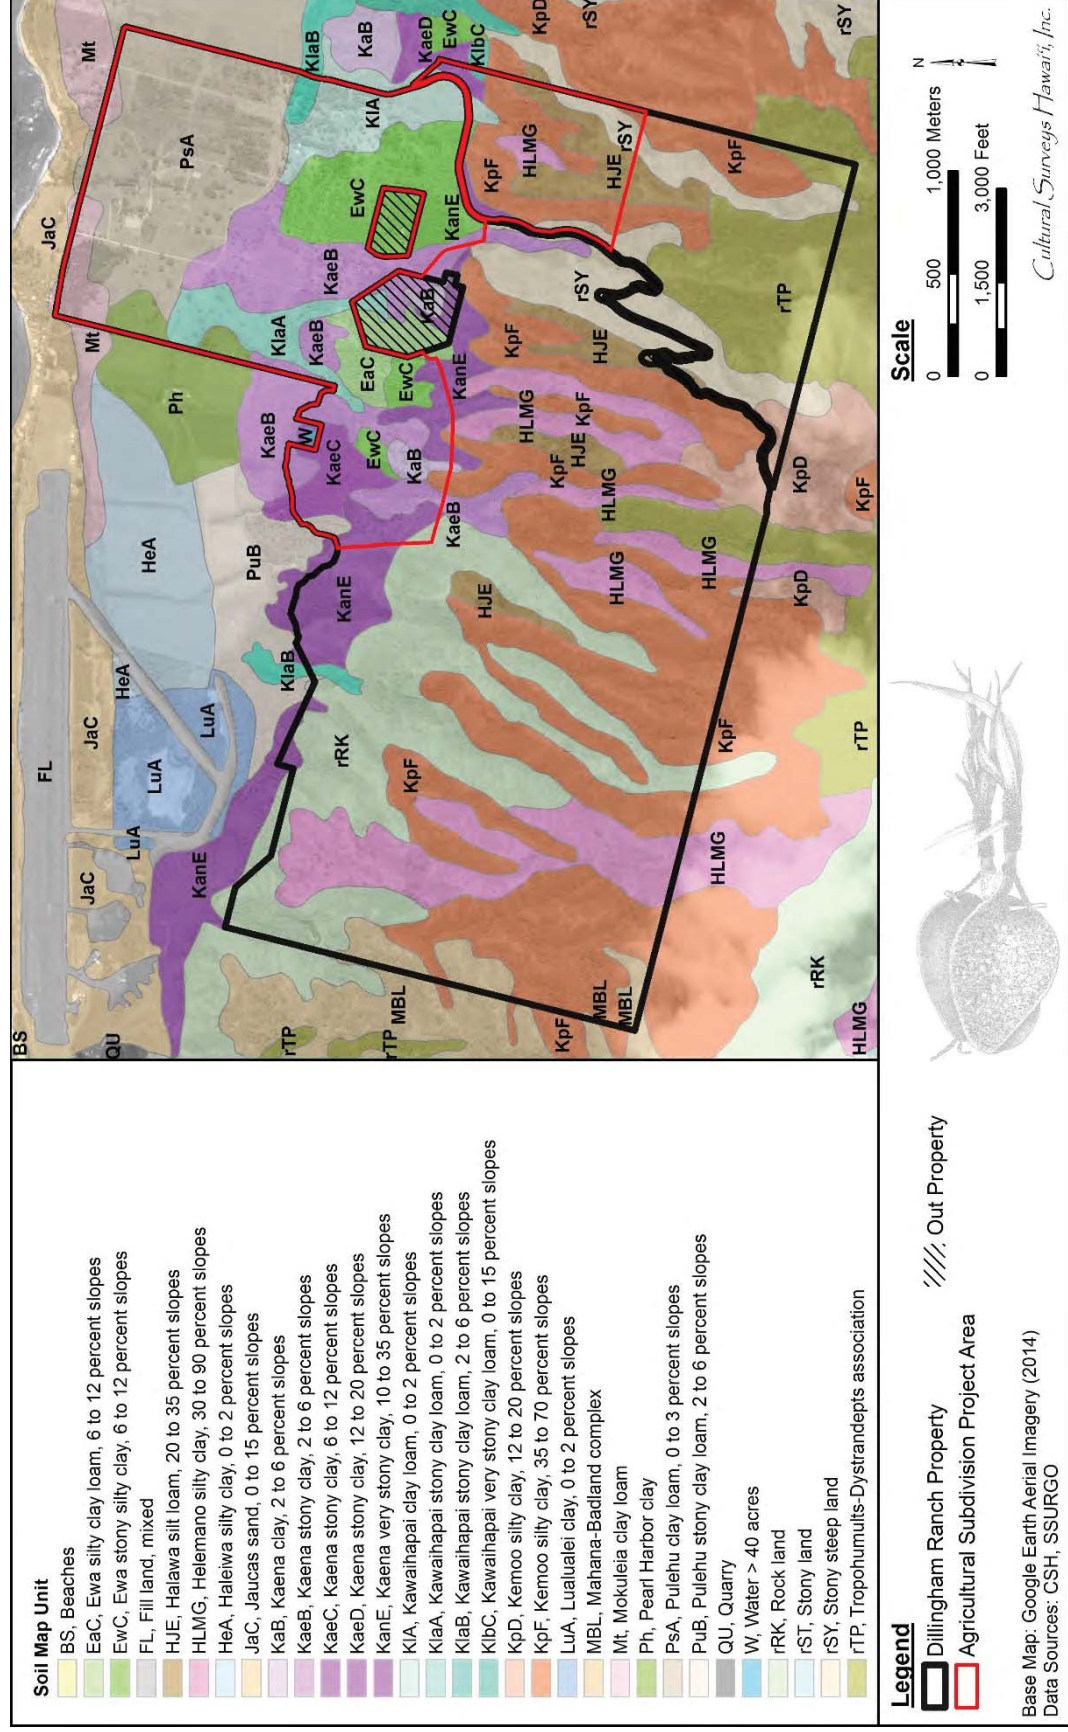 Soil Map Unit
BS, Beaches
EaC, Ewa silty clay loam, 6 to 12 percent slopes
EwC, Ewa stony silty clay, 6 to 12 percent slopes
FL, Fill land, mixed
HJE, Halawa silt loam, 20 to 35 percent slopes
HLMG, Helemano silty clay, 30 to 90 percent slopes
HeA, Haleiwa silty clay, 0 to 2 percent slopes
JaC, Jaucas sand, 0 to 15 percent slopes
KaB, Kaena clay, 2 to 6 percent slopes
KaeB, Kaena stony clay, 2 to 6 percent slopes
KaeC, Kaena stony clay, 6 to 12 percent slopes
KaeD, Kaena stony clay, 12 to 20 percent slopes
KanE, Kaena very stony clay, 10 to 35 percent slopes
KIA, Kawaihapai clay loam, 0 to 2 percent slopes
KlaA, Kawaihapai stony clay loam, 0 to 2 percent slopes
KlaB, Kawaihapai stony clay loam, 2 to 6 percent slopes
KlbC, Kawaihapai very stony clay loam, 0 to 15 percent slopes
KpD, Kemoo silty clay, 12 to 20 percent slopes
KpF, Kemoo silty clay, 35 to 70 percent slopes
LuA, Lualualei clay, 0 to 2 percent slopes
MBL, Mahana-Badland complex
Mt, Mokuleia clay loam
Ph, Pearl Harbor clay
PsA, Pulehu clay loam, 0 to 3 percent slopes
PuB, Pulehu stony clay loam, 2 to 6 percent slopes
QU, Quarry
W, Water > 40 acres
rRK, Rock land
rST, Stony land
rSY, Stony steep land
rTP, Tropohumults-Dystrandepts association
BS
FL
JaC
Mt
QU
JaC
JaC
Mt
LuA
LuA
HeA
HeA
Ph
PsA
KanE
LuA
PuB
KaeB
KlaA
KaeB
KlA
KlaB
KaB
rTP
KlaB
W
KaeB
EwC
KaeD
rRK
KanE
KaeC
EaC
EwC
rTP
MBL
KpF
EwC
KaB
EwC
KaB
KanE
KlbC
KaeB
KanE
KpF
HJE
HLMG
KpF
HLMG
KpD
KpF
MBL
MBL
KpF
HJE
KpF
HJE
rSY
HJE
rSY
rSY
HLMG
HLMG
HLMG
KpF
HLMG
KpF
KpD
KpD
rTP
rRK
HLMG
rTP
KpF
rSY
Legend
Dillingham Ranch Property
Out Property
Agricultural Subdivision Project Area
Base Map: Google Earth Aerial Imagery (2014)
Data Sources: CSH, SSURGO
Scale
N
0 500 1,000 Meters
0 1,500 3,000 Feet
Cultural Surveys Hawai'i, Inc.